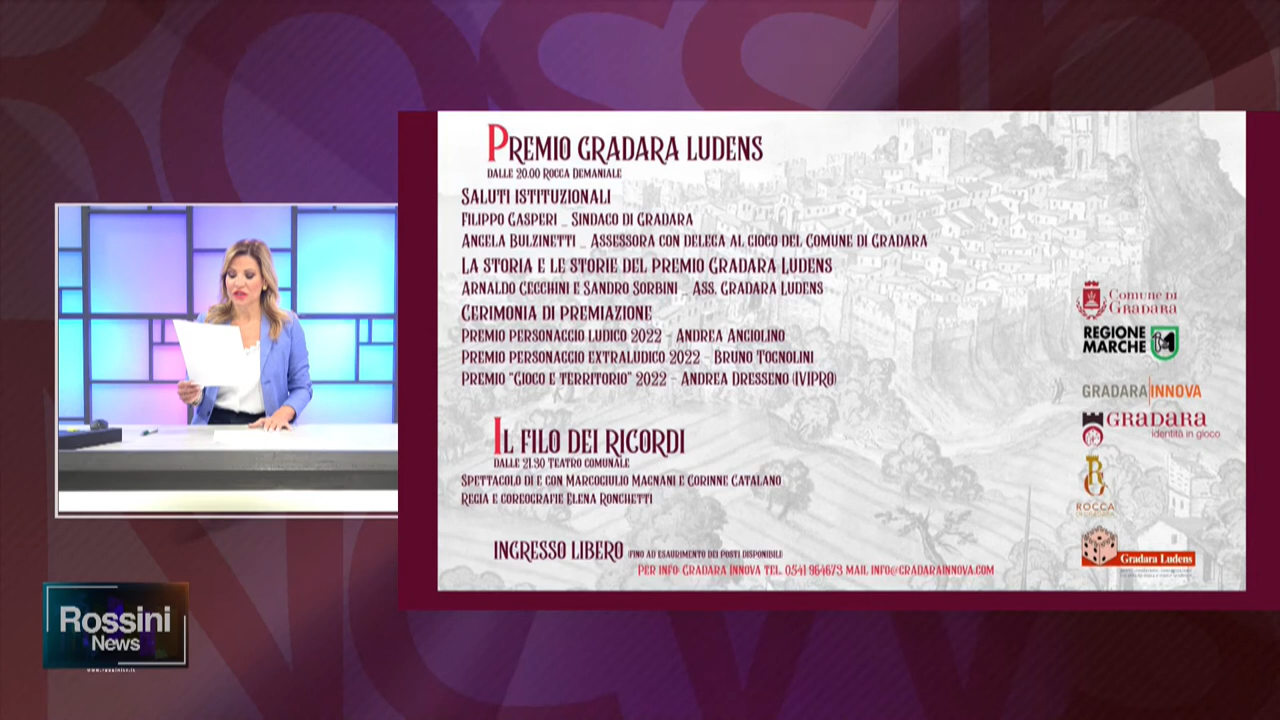 PREMIO GRADARA LUDENS
DALLE 20.00 ROCCA DEMANIALE
SALUTI ISTITUZIONALI
FILIPPO GASPERI _ SINDACO DI GRADARA
ANGELA BULZINETTI _ ASSESSORA CON DELEGA AL GIOCO DEL COMUNE DI GRADARA
LA STORIA E LE STORIE DEL PREMIO GRADARA LUDENS
ARNALDO CECCHINI E SANDRO SORBINI _ ASS. GRADARA LUDENS
CERIMONIA DI PREMIAZIONE
PREMIO PERSONAGGIO LUDICO 2022 - ANDREA ANGIOLINO
PREMIO PERSONAGGIO EXTRALUDICO 2022 - BRUNO TOGNOLINI
PREMIO "GIOCO E TERRITORIO" 2022 - ANDREA DRESSENO (IVIPRO)
IL FILO DEI RICORDI
DALLE 21.30 TEATRO COMUNALE
SPETTACOLO DI E CON MARCOGIULIO MAGNANI E CORINNE CATALANO
REGIA E COREOGRAFIE ELENA RONCHETTI
INGRESSO LIBERO (FINO AD ESAURIMENTO DEI POSTI DISPONIBILI)
PER INFO: GRADARA INNOVA TEL. 0541 964673 MAIL INFO@GRADARAINNOVA.COM
Comune di
GRADARA
REGIONE
MARCHE
GRADARA INNOVA
GRADARA
identità in gioco
ROCCA
Gradara Ludens
Rossini
News
www.rossinitv.it